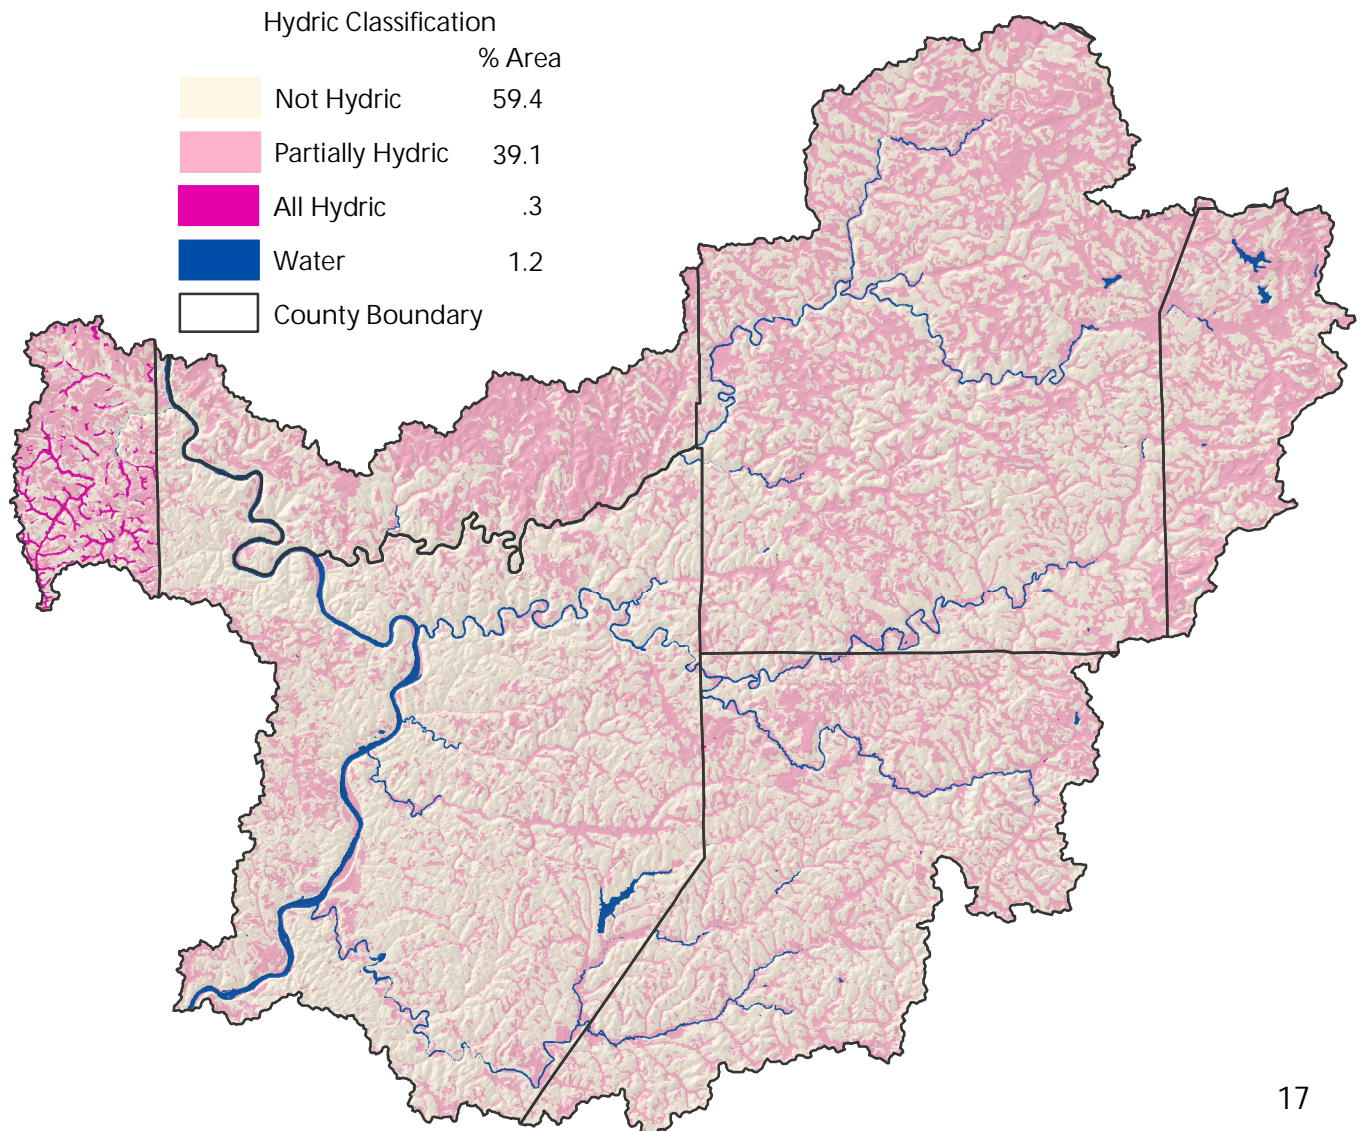 Hydric Classification
% Area
Not Hydric 59.4
Partially Hydric 39.1
All Hydric .3
Water 1.2
County Boundary
17